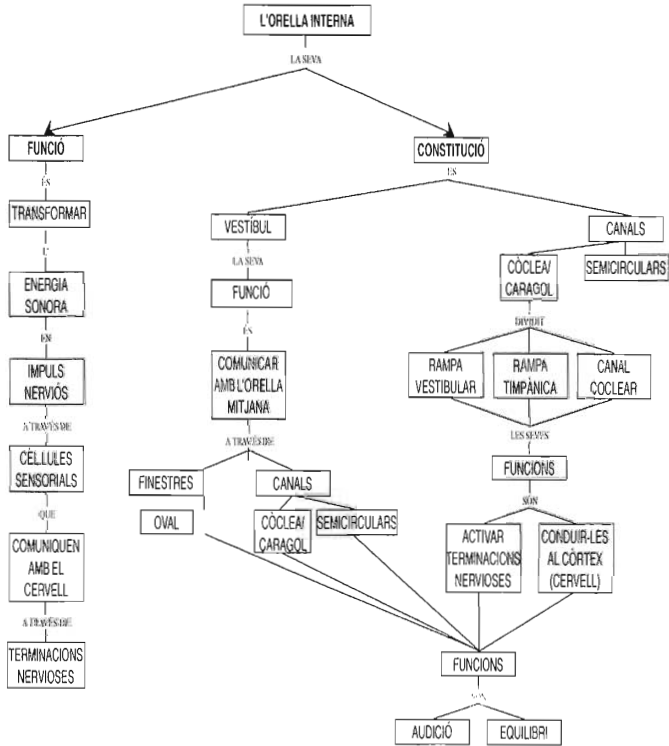 L'ORELLA INTERNA
LA SEVA
FUNCIÓ
CONSTITUCIÓ
ÉS
ES
TRANSFORMAR
VESTÍBUL
CANALS
L'
LA SEVA
CÒCLEA/
CARAGOL
SEMICIRCULARS
ENERGIA
SONORA
FUNCIÓ
EN
ÉS
DIVIDIT
IMPULS
NERVIÓS
COMUNICAR
AMB L'ORELLA
MITJANA
RAMPA
VESTIBULAR
RAMPA
TIMPÀNICA
CANAL
COCLEAR
A TRAVÉS DE
A TRAVÉS DE
LES SEVES
CÈL.LULES
SENSORIALS
FINESTRES
CANALS
FUNCIONS
QUE
OVAL
CÒCLEA/
CARAGOL
SEMICIRCULARS
SÓN
COMUNIQUEN
AMB EL
CERVELL
ACTIVAR
TERMINACIONS
NERVIOSES
CONDUIR-LES
AL CÒRTEX
(CERVELL)
A TRAVÉS DE
TERMINACIONS
NERVIOSES
FUNCIONS
SÓN
AUDICIÓ
EQUILIBRI